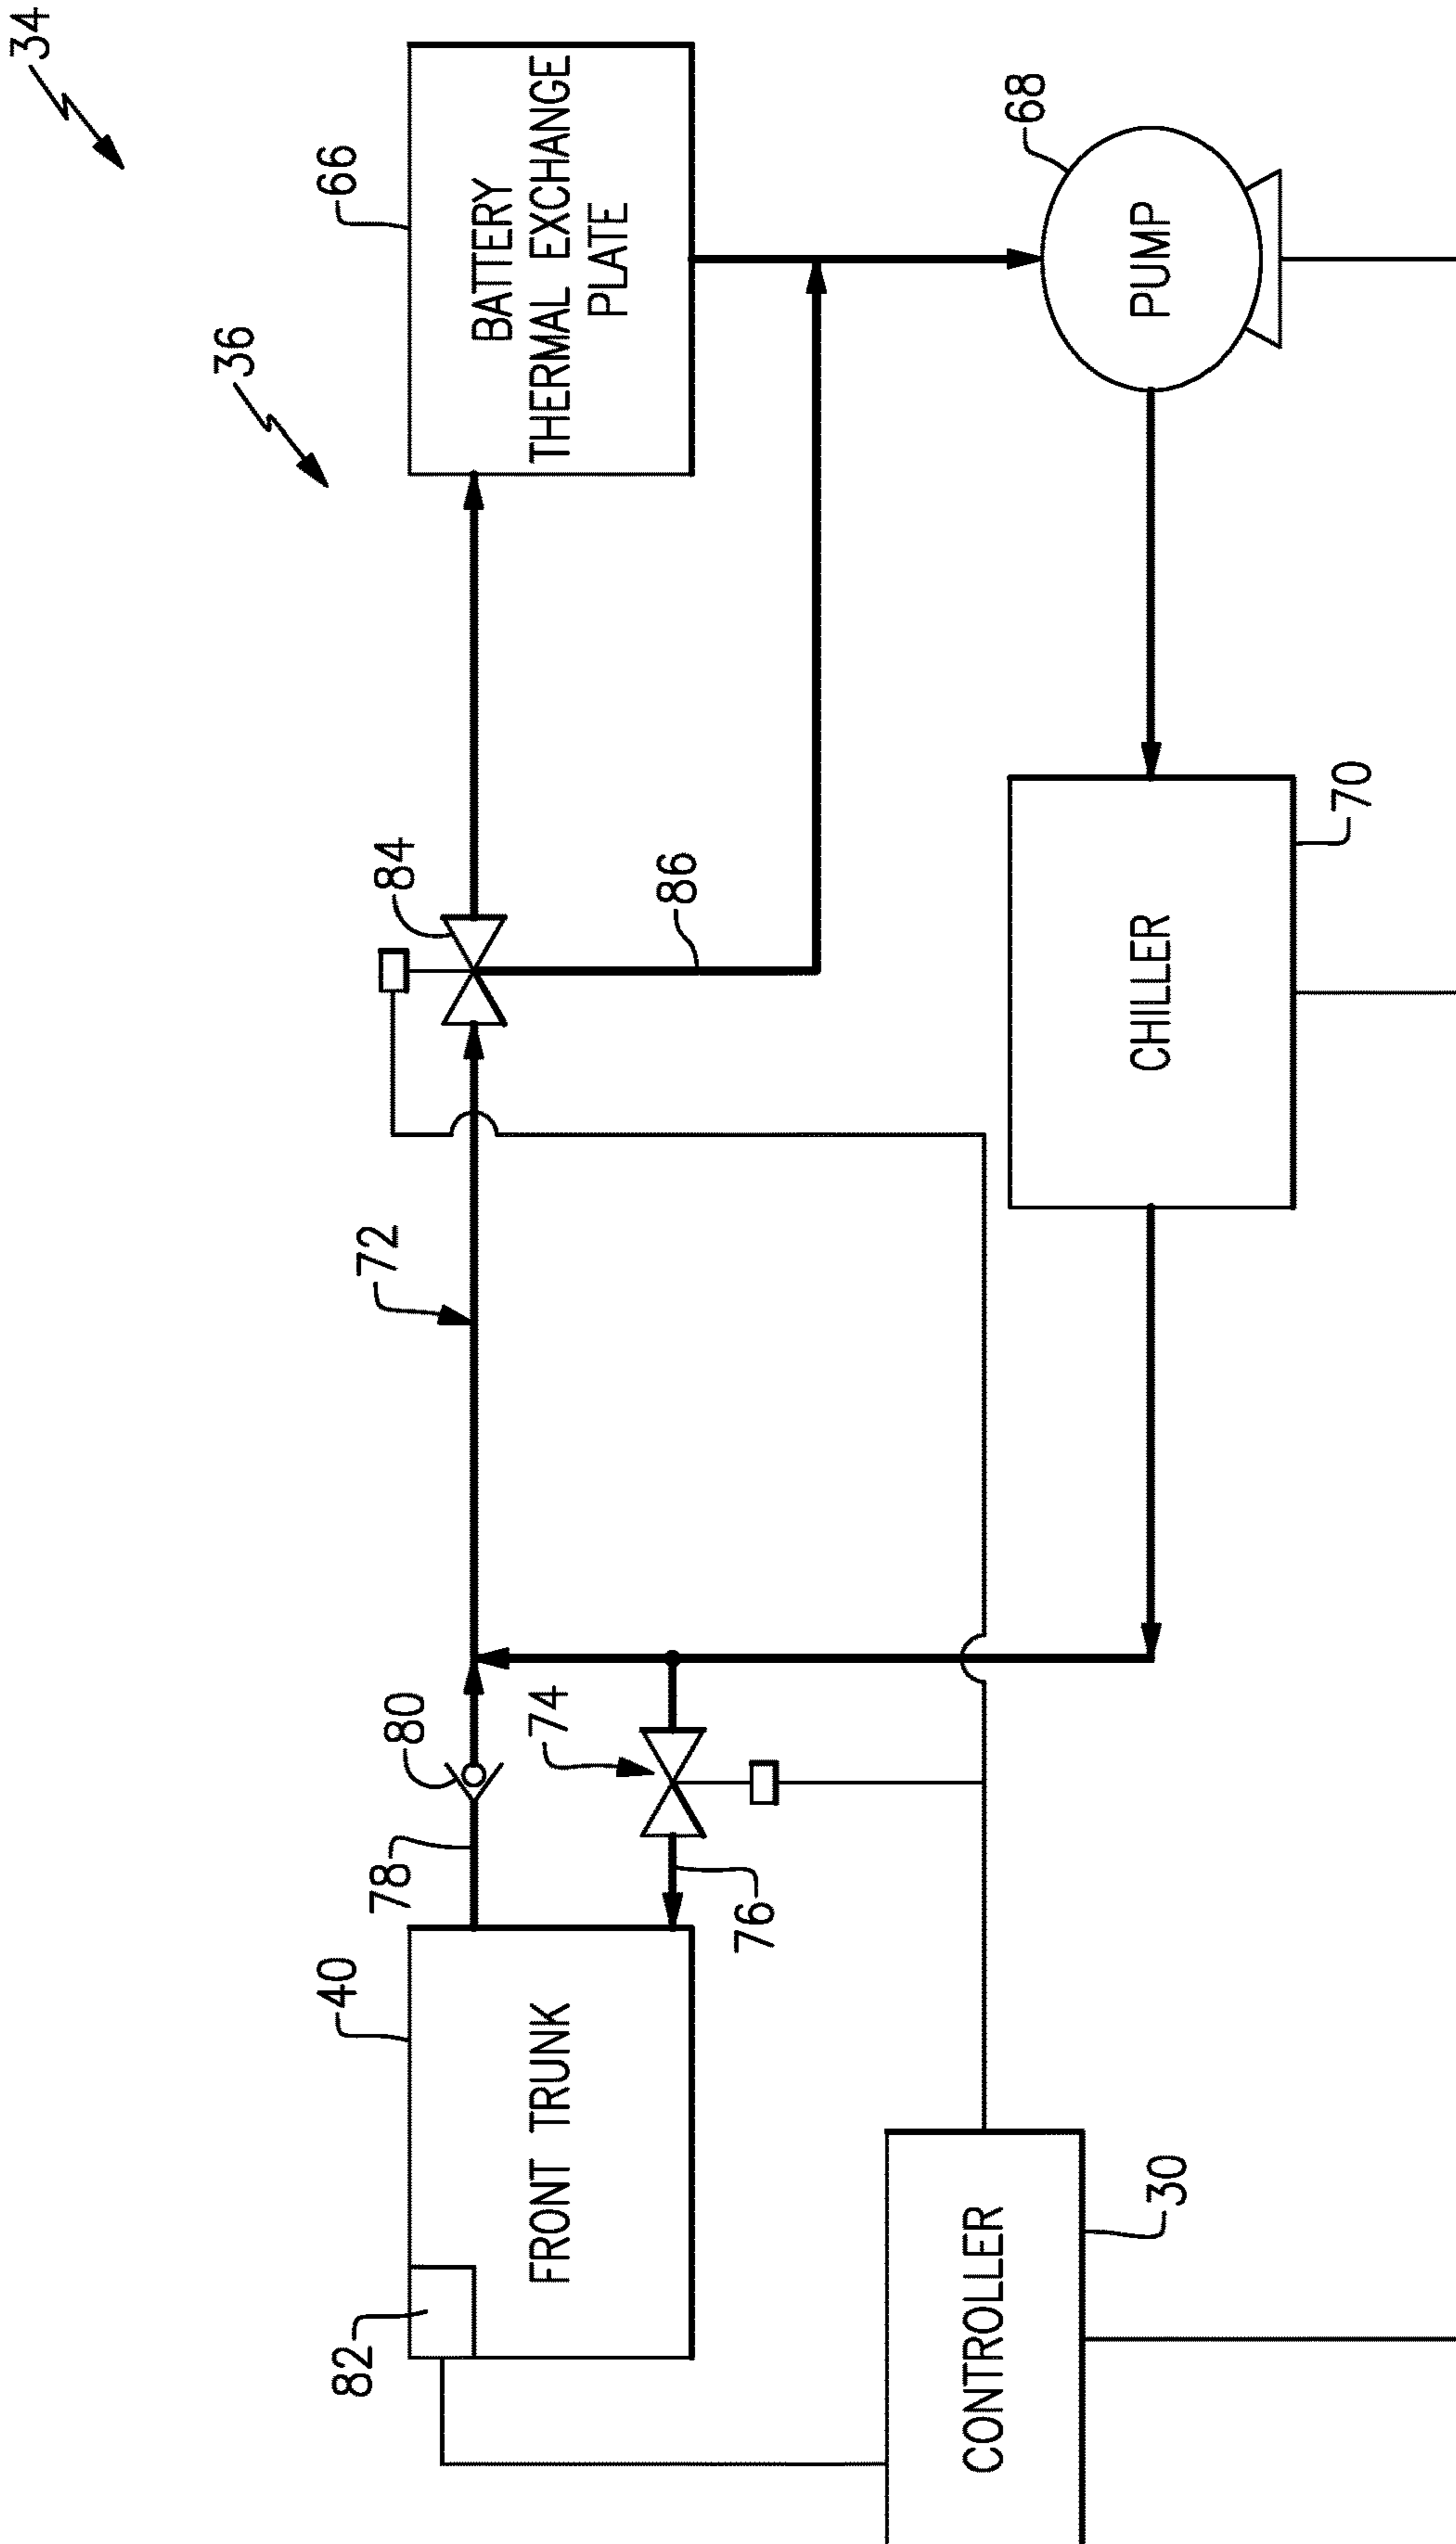 34
36
66
BATTERY
THERMAL EXCHANGE
PLATE
84
72
80
78
40
82
FRONT TRUNK
74
76
86
68
PUMP
CHILLER
70
CONTROLLER
30